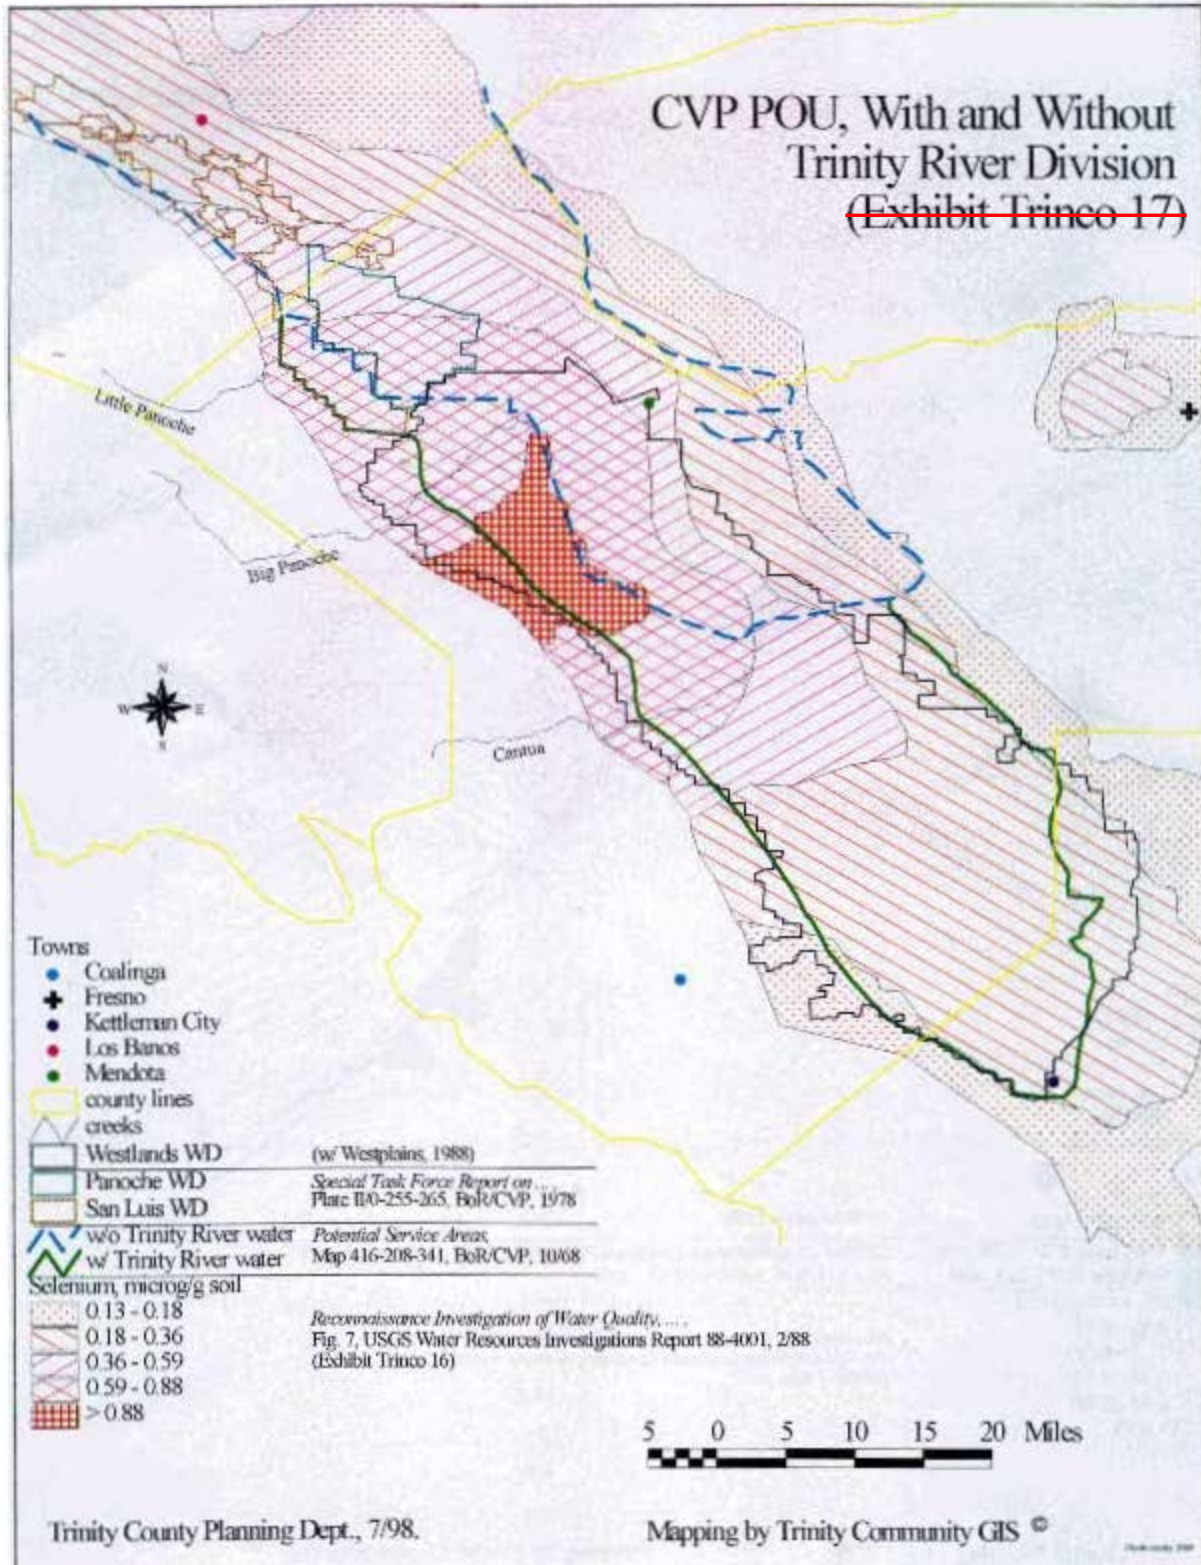 CVP POU, With and Without
Trinity River Division
(Exhibit Trinco 17)
Little Panoche
Big Panoche
N
W E
S
Cantua
Towns
Coalinga
Fresno
Kettleman City
Los Banos
Mendota
county lines
creeks
Westlands WD (w/ Westplains, 1988)
Panoche WD Special Task Force Report on ... ,
San Luis WD Plate II/0-255-265, BoR/CVP, 1978
w/o Trinity River water Potential Service Areas,
w/ Trinity River water Map 416-208-341, BoR/CVP, 10/68
Selenium, microg/g soil
0.13 - 0.18
0.18 - 0.36
0.36 - 0.59
0.59 - 0.88
> 0.88
Reconnaissance Investigation of Water Quality, ... ,
Fig. 7, USGS Water Resources Investigations Report 88-4001, 2/88
(Exhibit Trinco 16)
5 0 5 10 15 20 Miles
Trinity County Planning Dept., 7/98.
Mapping by Trinity Community GIS ©